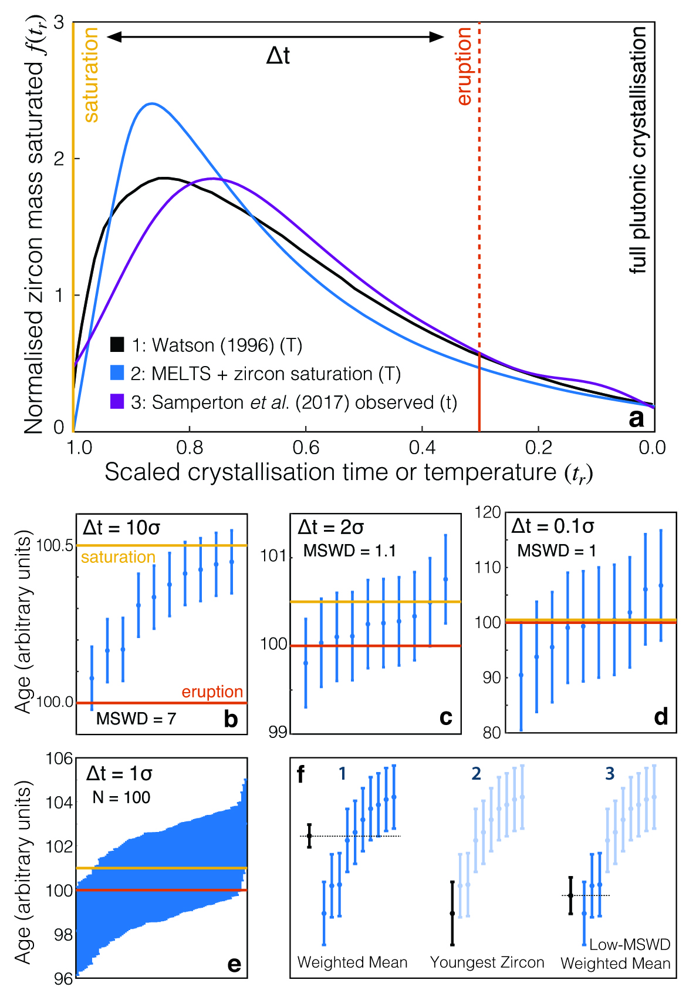 Normalised zircon mass saturated f(tr)
3
2
1
0
saturation
Δt
eruption
full plutonic crystallisation
1: Watson (1996) (T)
2: MELTS + zircon saturation (T)
3: Samperton et al. (2017) observed (t)
a
1.0 0.8 0.6 0.4 0.2 0.0
Scaled crystallisation time or temperature (tr)
Age (arbitrary units)
100.5
100.0
Δt = 10σ
saturation
eruption
MSWD = 7
b
101
100
99
Δt = 2σ
MSWD = 1.1
c
120
110
100
90
80
Δt = 0.1σ
MSWD = 1
d
Age (arbitrary units)
106
104
102
100
98
96
Δt = 1σ
N = 100
e
f
1
2
3
Weighted Mean
Youngest Zircon
Low-MSWD
Weighted Mean